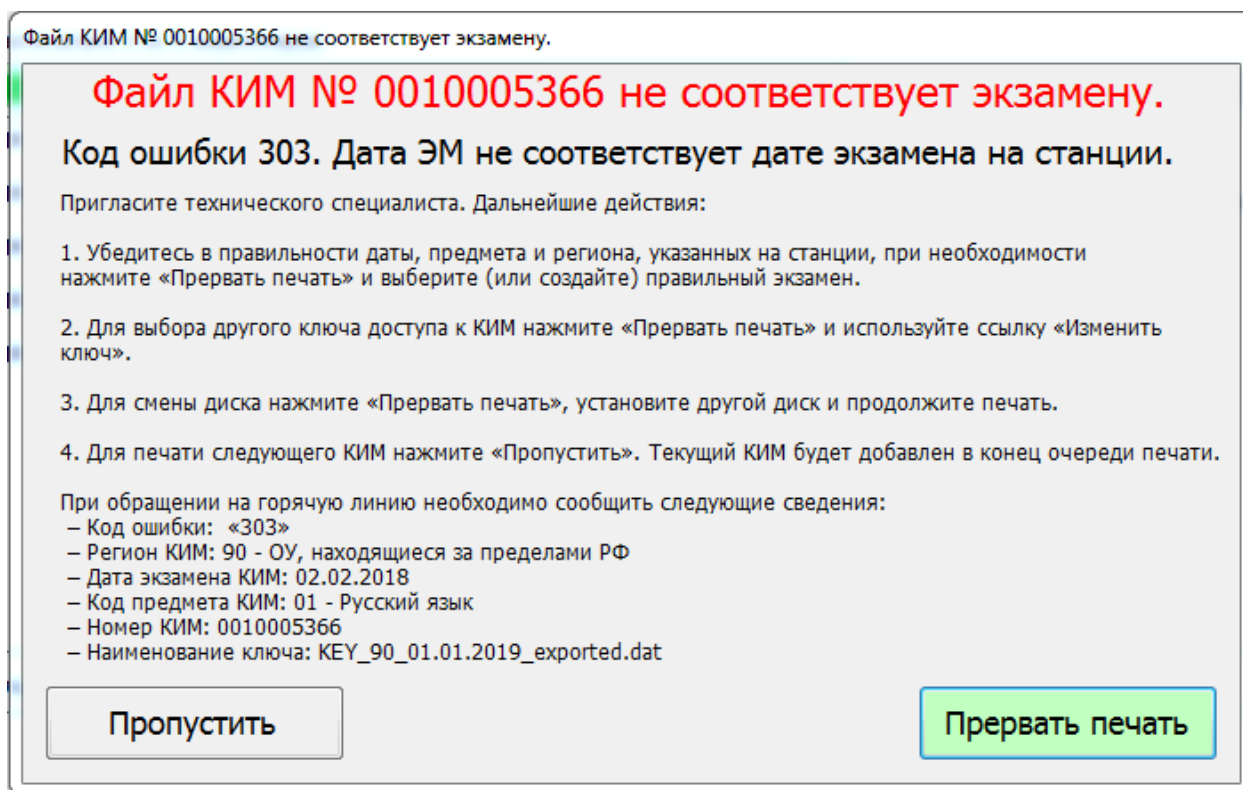 Файл КИМ № 0010005366 не соответствует экзамену.
Файл КИМ № 0010005366 не соответствует экзамену.
Код ошибки 303. Дата ЭМ не соответствует дате экзамена на станции.
Пригласите технического специалиста. Дальнейшие действия:
1. Убедитесь в правильности даты, предмета и региона, указанных на станции, при необходимости
нажмите «Прервать печать» и выберите (или создайте) правильный экзамен.
2. Для выбора другого ключа доступа к КИМ нажмите «Прервать печать» и используйте ссылку «Изменить
ключ».
3. Для смены диска нажмите «Прервать печать», установите другой диск и продолжите печать.
4. Для печати следующего КИМ нажмите «Пропустить». Текущий КИМ будет добавлен в конец очереди печати.
При обращении на горячую линию необходимо сообщить следующие сведения:
– Код ошибки: «303»
– Регион КИМ: 90 - ОУ, находящиеся за пределами РФ
– Дата экзамена КИМ: 02.02.2018
– Код предмета КИМ: 01 - Русский язык
– Номер КИМ: 0010005366
– Наименование ключа: KEY_90_01.01.2019_exported.dat
Пропустить
Прервать печать